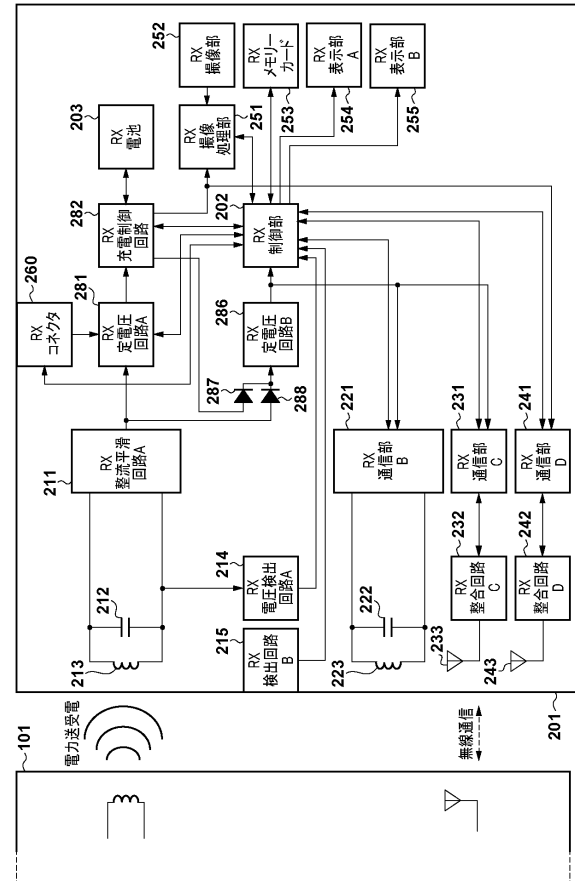 101
電力送受電
無線通信
201
213
212
211
RX
整流平滑
回路A
214
RX
電圧検出
回路A
215
RX
検出回路
B
260
RX
コネクタ
281
RX
定電圧
回路A
282
RX
充電制御
回路
203
RX
電池
287
288
286
RX
定電圧
回路B
202
RX
制御部
252
RX
撮像部
251
RX
撮像
処理部
253
RX
メモリー
カード
254
RX
表示部
A
255
RX
表示部
B
223
222
221
RX
通信部
B
233
232
RX
整合回路
C
231
RX
通信部
C
243
242
RX
整合回路
D
241
RX
通信部
D